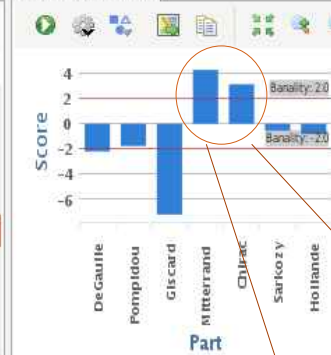 4
2
0
-2
-4
-6
Score
Banality: 2.0
Banality: -2.0
DeGaulle
Pompidou
Giscard
Mitterrand
Chirac
Sarkozy
Hollande
Part